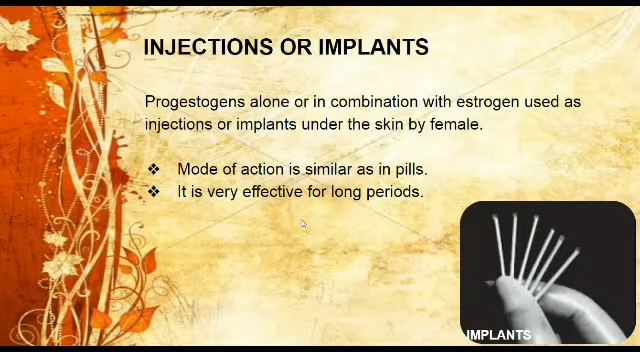 INJECTIONS OR IMPLANTS
Progestogens alone or in combination with estrogen used as
injections or implants under the skin by female.
❖ Mode of action is similar as in pills.
❖ It is very effective for long periods.
IMPLANTS